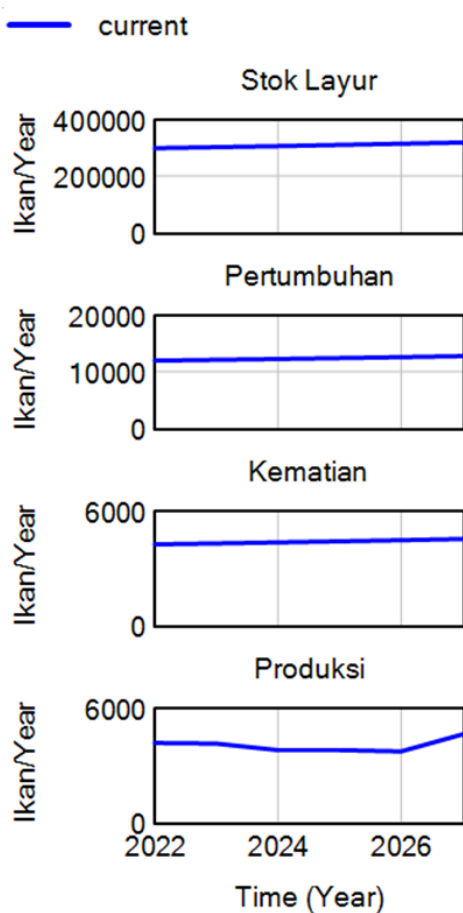 current
Stok Layur
400000
200000
0
Ikan/Year
Pertumbuhan
20000
10000
0
Ikan/Year
Kematian
6000
0
Ikan/Year
Produksi
6000
0
Ikan/Year
2022 2024 2026
Time (Year)